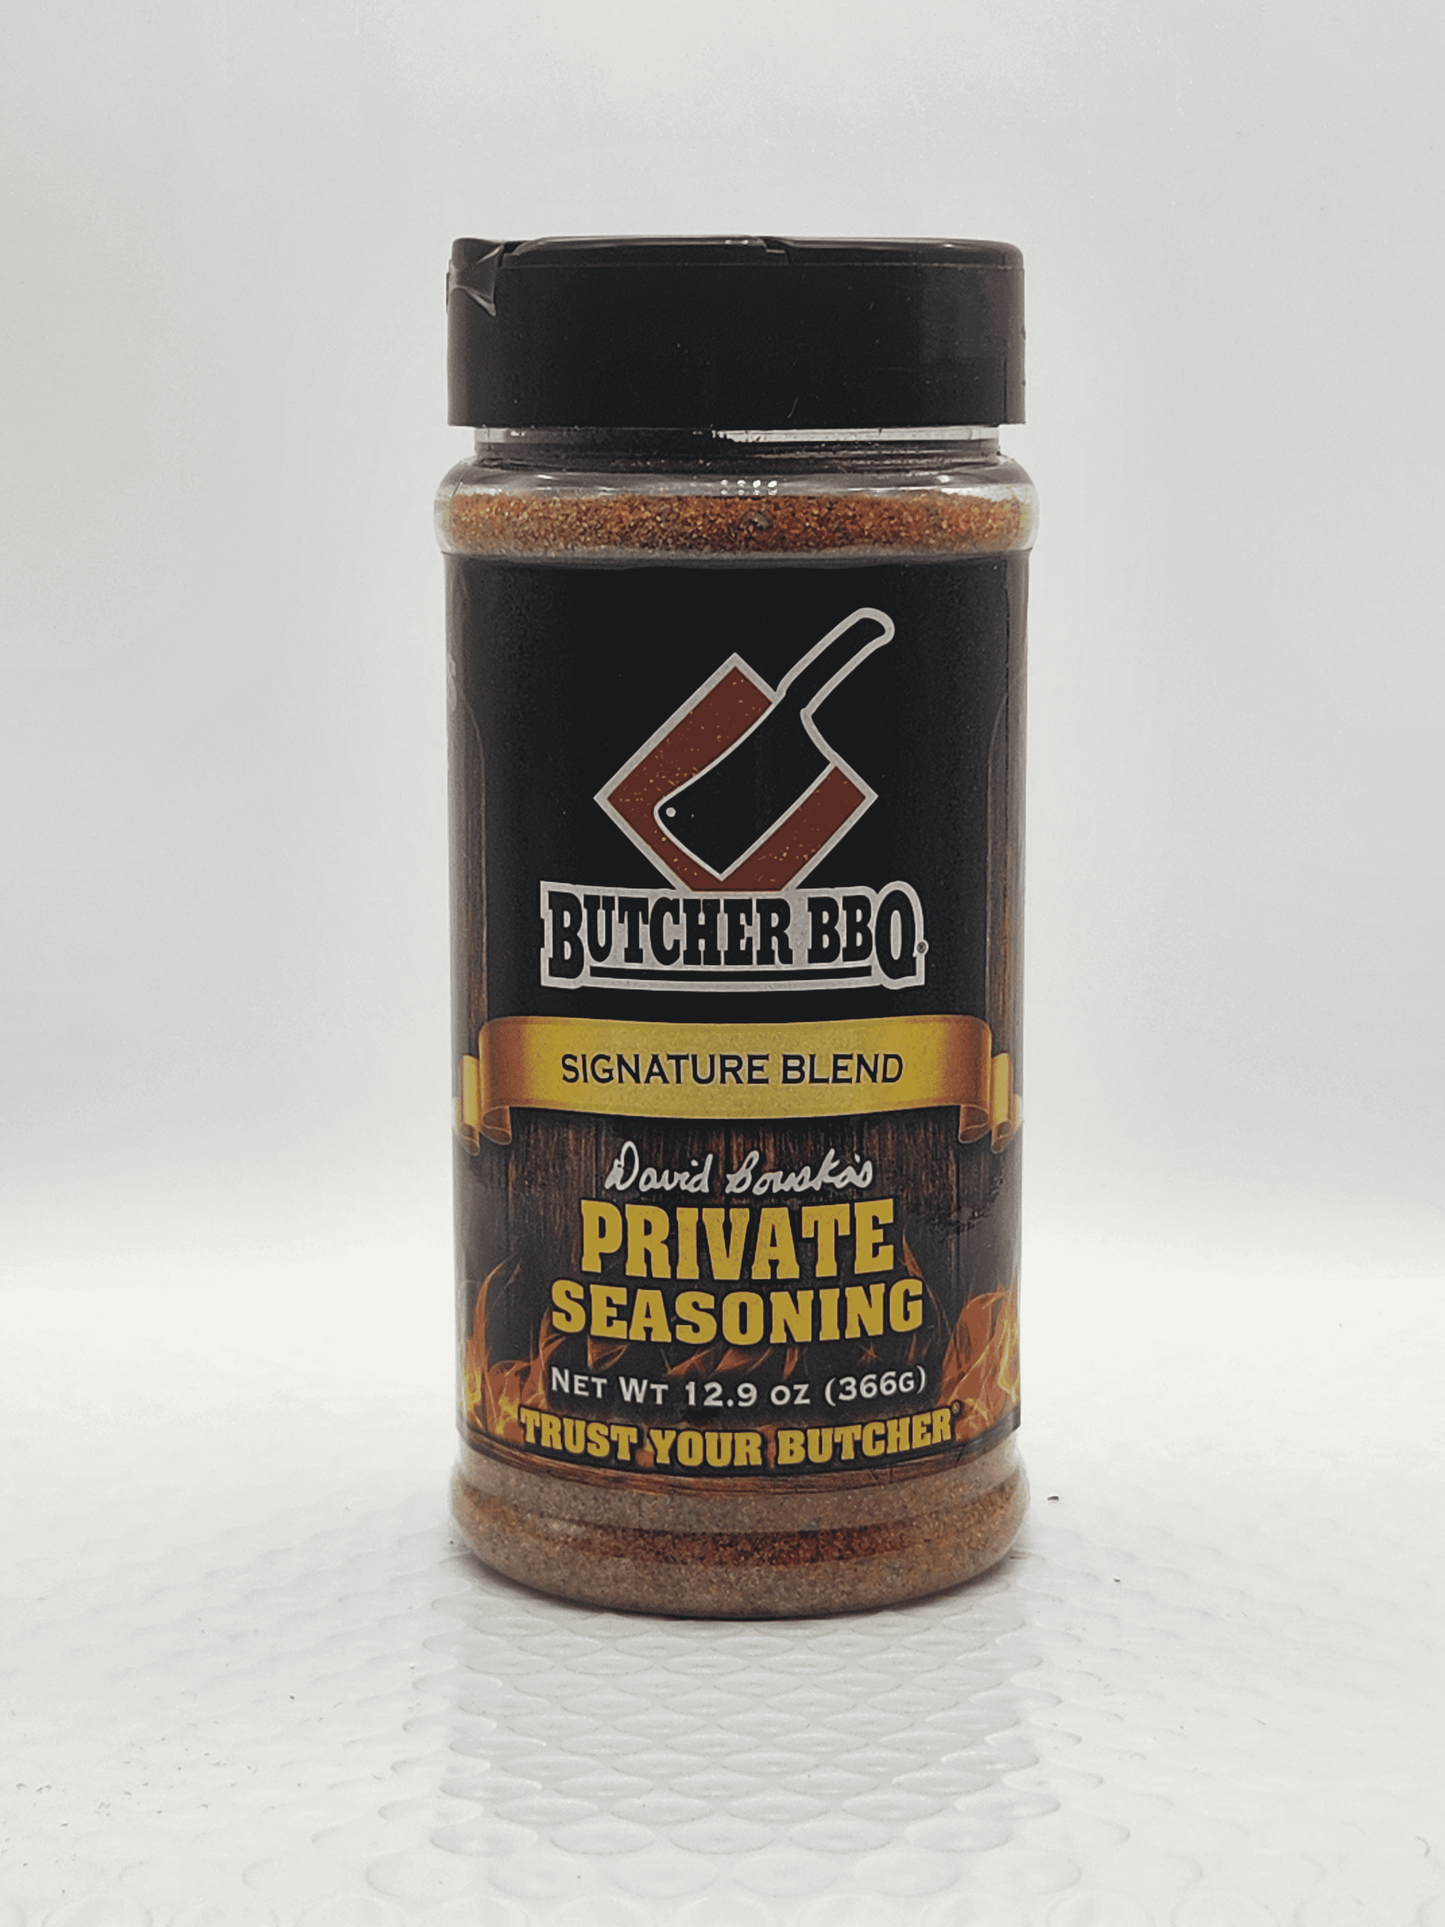 BUTCHER BBQ®
SIGNATURE BLEND
David Bouska's
PRIVATE
SEASONING
NET WT 12.9 OZ (366G)
TRUST YOUR BUTCHER®